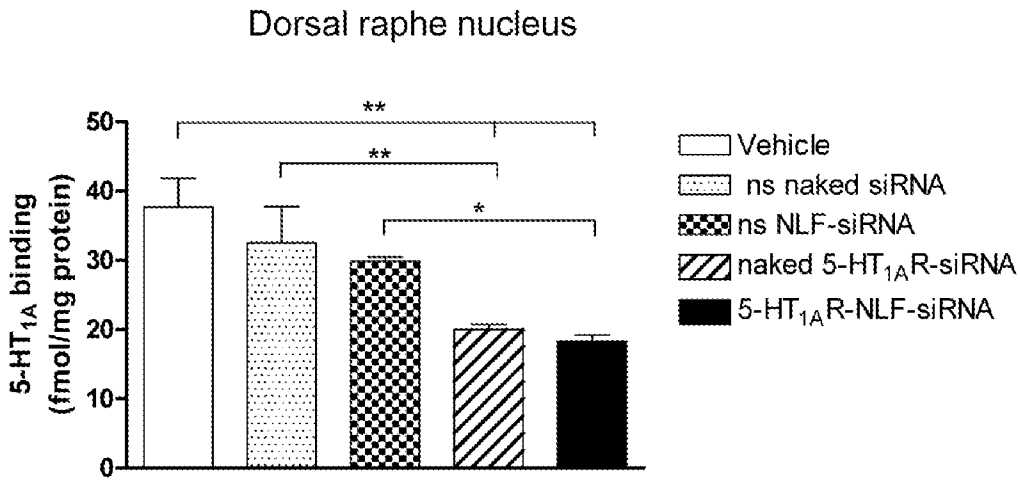 Dorsal raphe nucleus
5-HT1A binding
(fmol/mg protein)
50
40
30
20
10
0
**
**
*
Vehicle
ns naked siRNA
ns NLF-siRNA
naked 5-HT1AR-siRNA
5-HT1AR-NLF-siRNA